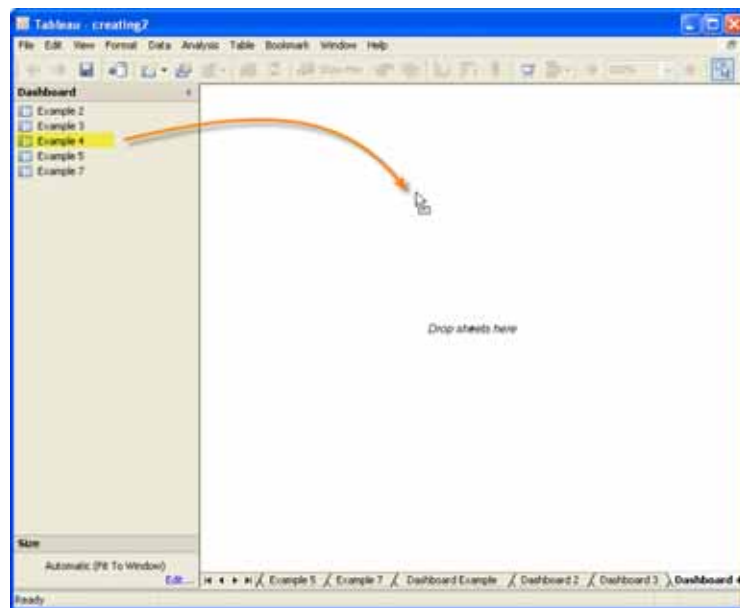 Tableau - creating2
File Edit View Format Data Analysis Table Bookmark Window Help
Dashboard
Example 2
Example 3
Example 4
Example 5
Example 7
Drop sheets here
Size
Automatic (Fit To Window)
Edit...
Example 5 Example 7 Dashboard Example Dashboard 2 Dashboard 3 Dashboard 4
Ready